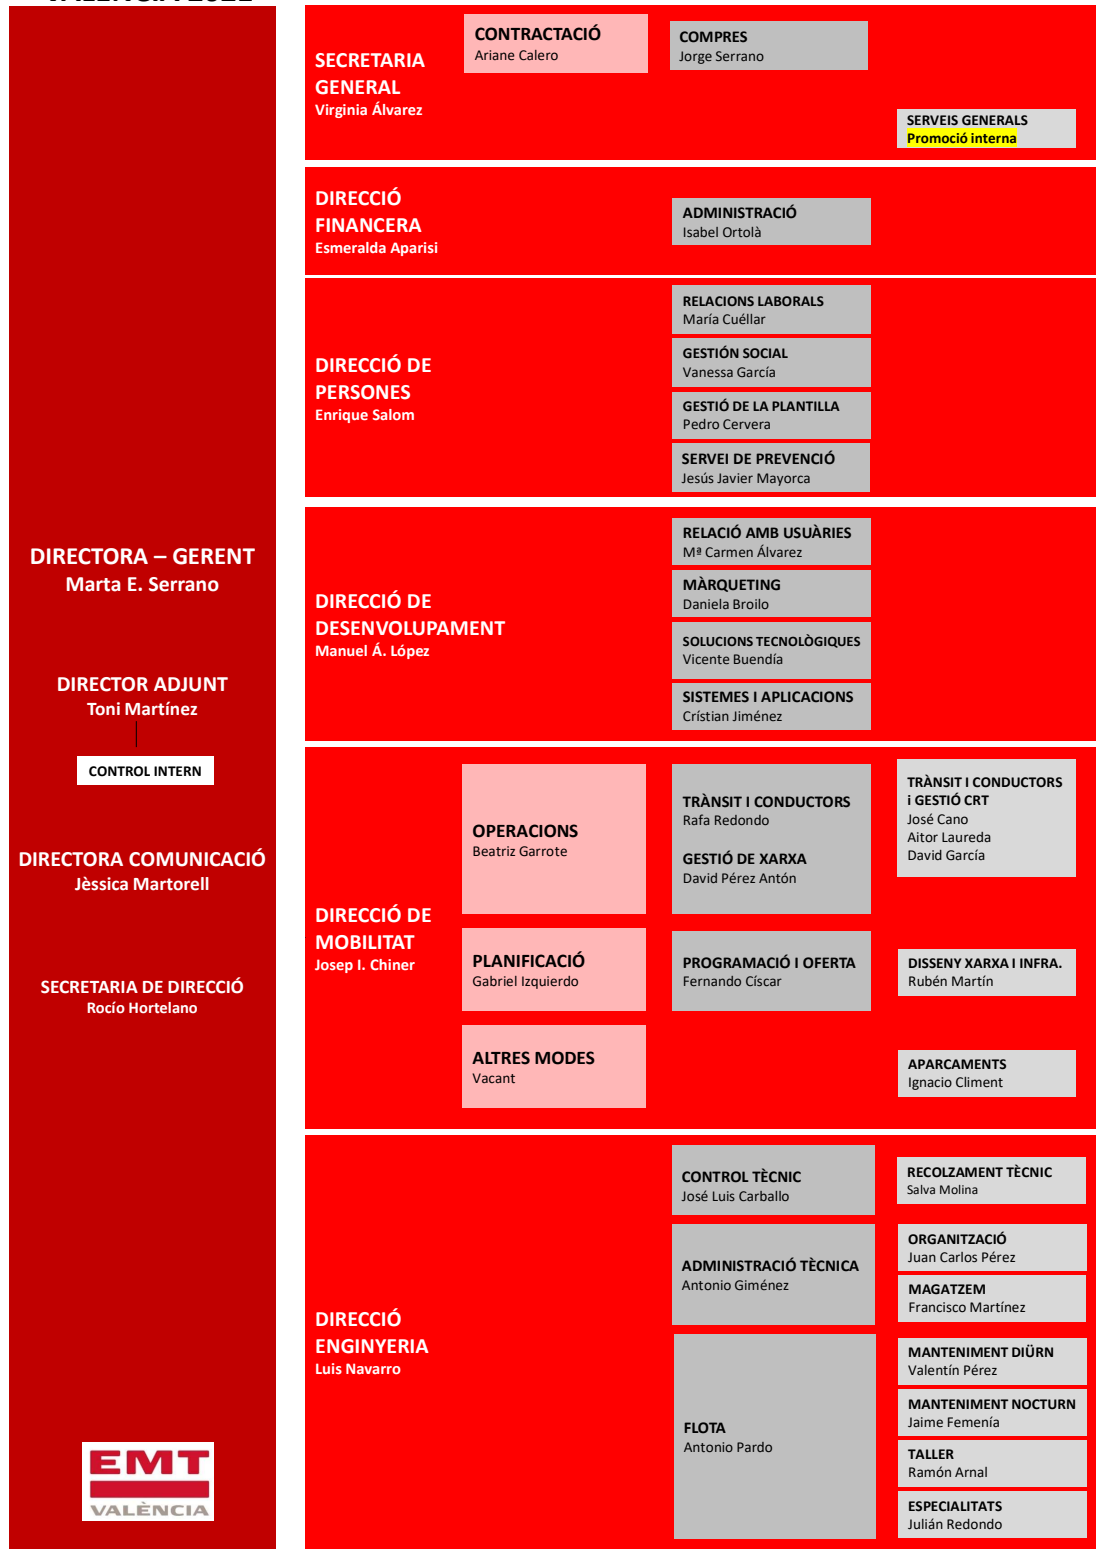 DIRECTORA – GERENT
Marta E. Serrano
DIRECTOR ADJUNT
Toni Martínez
CONTROL INTERN
DIRECTORA COMUNICACIÓ
Jèssica Martorell
SECRETARIA DE DIRECCIÓ
Rocío Hortelano
EMT
VALÈNCIA
SECRETARIA
GENERAL
Virginia Álvarez
CONTRACTACIÓ
Ariane Calero
COMPRES
Jorge Serrano
SERVEIS GENERALS
Promoció interna
DIRECCIÓ
FINANCERA
Esmeralda Aparisi
ADMINISTRACIÓ
Isabel Ortolà
DIRECCIÓ DE
PERSONES
Enrique Salom
RELACIONS LABORALS
María Cuéllar
GESTIÓN SOCIAL
Vanessa García
GESTIÓ DE LA PLANTILLA
Pedro Cervera
SERVEI DE PREVENCIÓ
Jesús Javier Mayorca
DIRECCIÓ DE
DESENVOLUPAMENT
Manuel Á. López
RELACIÓ AMB USUÀRIES
Mª Carmen Álvarez
MÀRQUETING
Daniela Broilo
SOLUCIONS TECNOLÒGIQUES
Vicente Buendía
SISTEMES I APLICACIONS
Crístian Jiménez
DIRECCIÓ DE
MOBILITAT
Josep I. Chiner
OPERACIONS
Beatriz Garrote
TRÀNSIT I CONDUCTORS
Rafa Redondo
GESTIÓ DE XARXA
David Pérez Antón
TRÀNSIT I CONDUCTORS
i GESTIÓ CRT
José Cano
Aitor Laureda
David García
PLANIFICACIÓ
Gabriel Izquierdo
PROGRAMACIÓ I OFERTA
Fernando Císcar
DISSENY XARXA I INFRA.
Rubén Martín
ALTRES MODES
Vacant
APARCAMENTS
Ignacio Climent
DIRECCIÓ
ENGINYERIA
Luis Navarro
CONTROL TÈCNIC
José Luis Carballo
RECOLZAMENT TÈCNIC
Salva Molina
ADMINISTRACIÓ TÈCNICA
Antonio Giménez
ORGANITZACIÓ
Juan Carlos Pérez
MAGATZEM
Francisco Martínez
FLOTA
Antonio Pardo
MANTENIMENT DIÜRN
Valentín Pérez
MANTENIMENT NOCTURN
Jaime Femenía
TALLER
Ramón Arnal
ESPECIALITATS
Julián Redondo